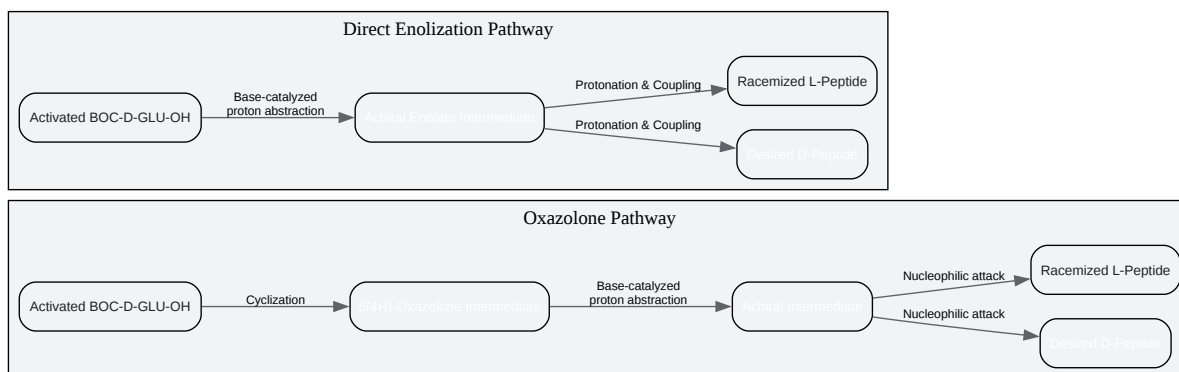 Direct Enolization Pathway
Activated BOC-D-GLU-OH
Base-catalyzed
proton abstraction
Achiral Enolate Intermediate
Protonation & Coupling
Protonation & Coupling
Racemized L-Peptide
Desired D-Peptide
Oxazolone Pathway
Activated BOC-D-GLU-OH
Cyclization
5(4H)-Oxazolone Intermediate
Base-catalyzed
proton abstraction
Achiral Intermediate
Nucleophilic attack
Nucleophilic attack
Racemized L-Peptide
Desired D-Peptide